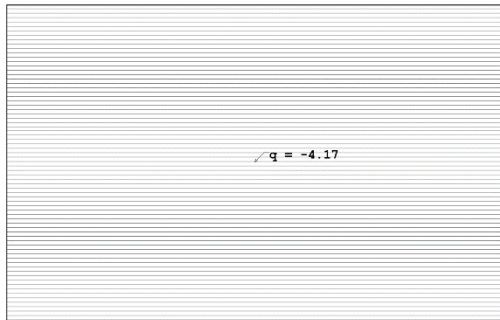 q = -4.17